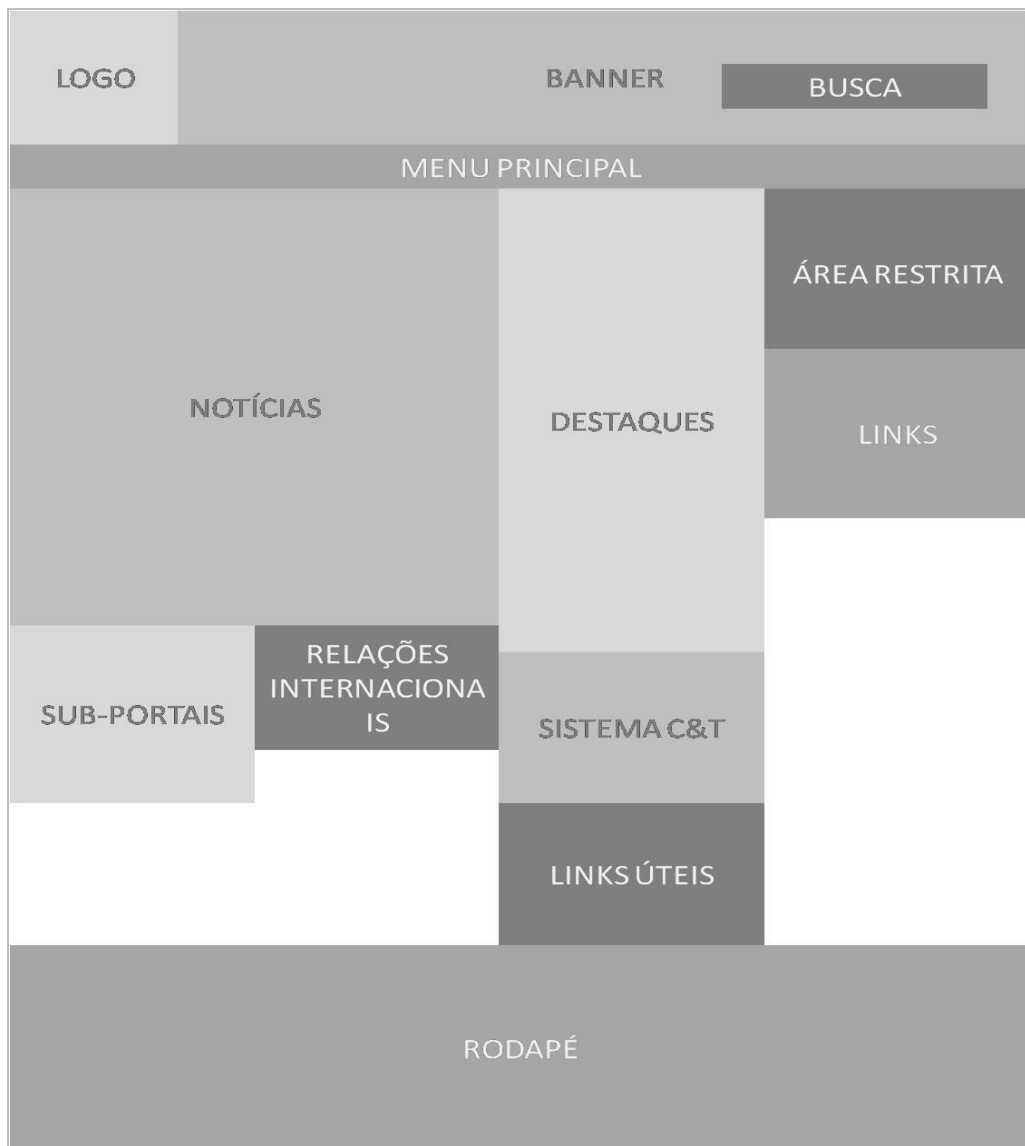 LOGO
BANNER
BUSCA
MENU PRINCIPAL
ÁREA RESTRITA
NOTÍCIAS
DESTAQUES
LINKS
RELAÇÕES
INTERNACIONA
IS
SUB-PORTAIS
SISTEMA C&T
LINKS ÚTEIS
RODAPÉ